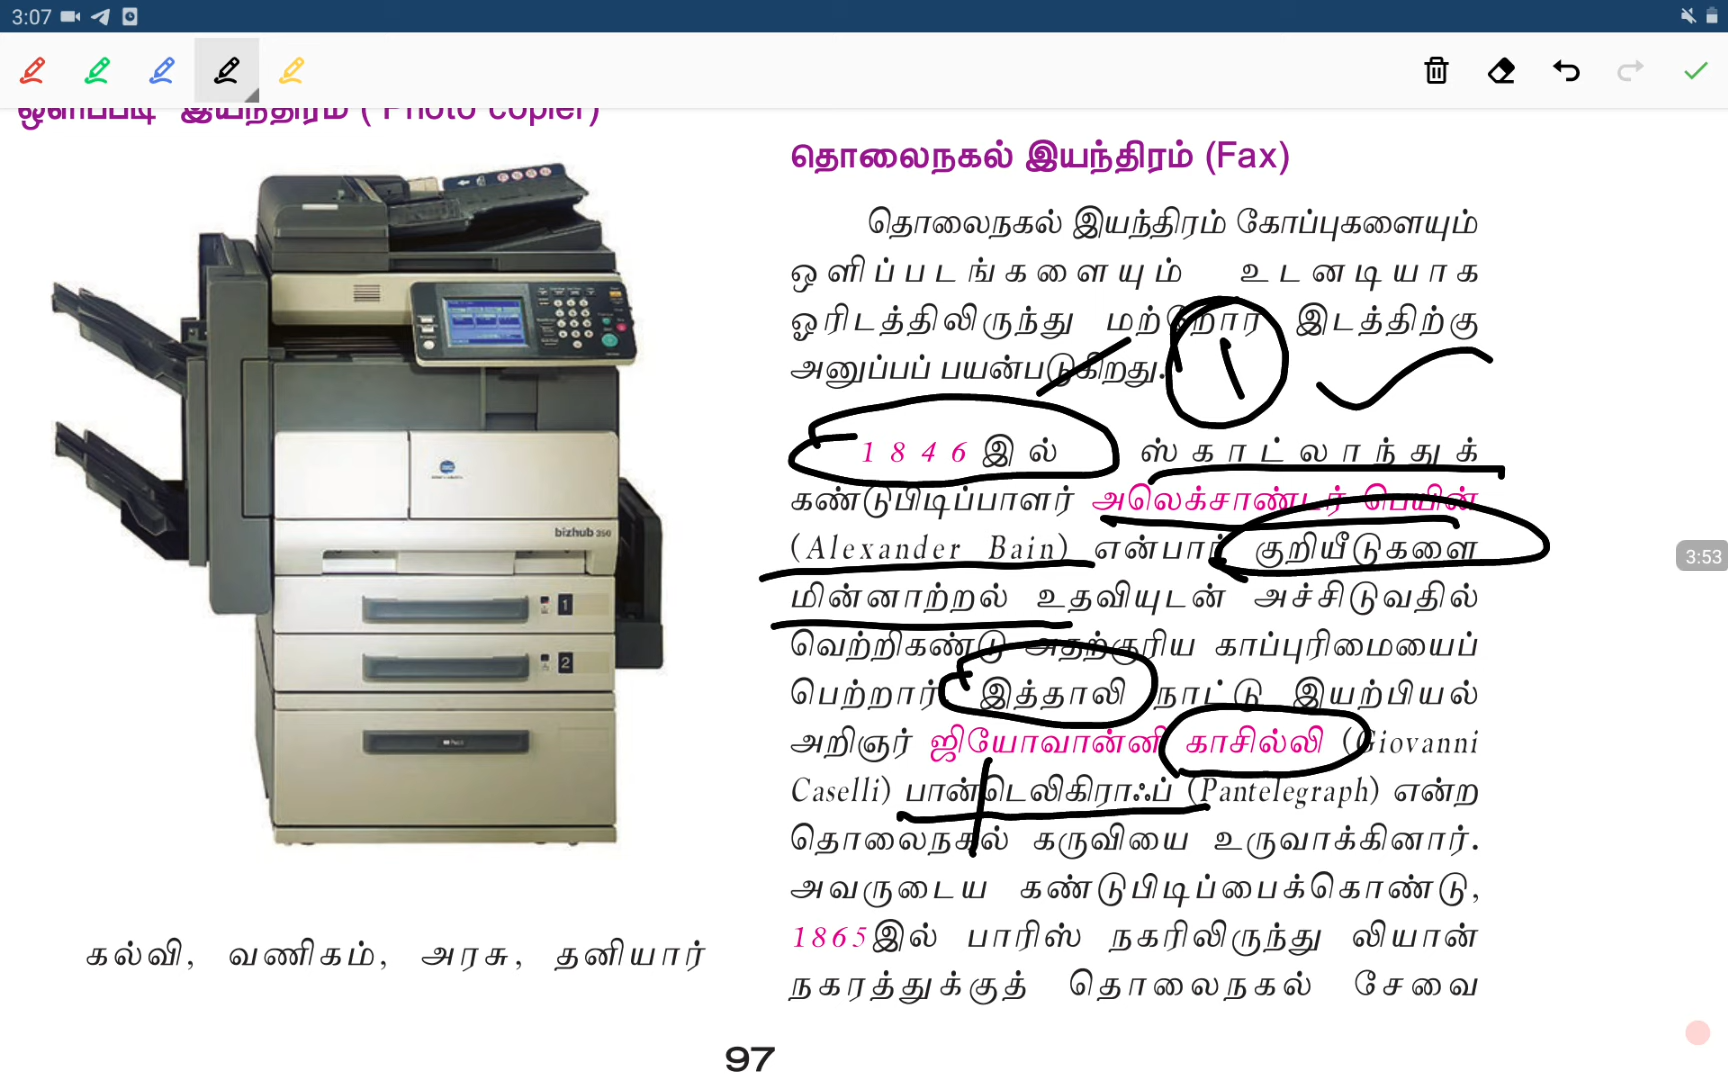 3:07
ஒளிப்படி இயந்திரம் ( Photo copier)
bizhub 350
1
2
கல்வி, வணிகம், அரசு, தனியார்
தொலைநகல் இயந்திரம் (Fax)
தொலைநகல் இயந்திரம் கோப்புகளையும்
ஒளிப்படங்களையும் உடனடியாக
ஓரிடத்திலிருந்து மற்றோர் இடத்திற்கு
அனுப்பப் பயன்படுகிறது.
1
1846இல் ஸ்காட்லாந்துக்
கண்டுபிடிப்பாளர் அலெக்சாண்டர் பெயின்
(Alexander Bain) என்பார் குறியீடுகளை
மின்னாற்றல் உதவியுடன் அச்சிடுவதில்
வெற்றிகண்டு அதற்குரிய காப்புரிமையைப்
பெற்றார் இத்தாலி நாட்டு இயற்பியல்
அறிஞர் ஜியோவான்னி காசில்லி (Giovanni
Caselli) பான்டெலிகிராஃப் (Pantelegraph) என்ற
தொலைநகல் கருவியை உருவாக்கினார்.
அவருடைய கண்டுபிடிப்பைக்கொண்டு,
1865இல் பாரிஸ் நகரிலிருந்து லியான்
நகரத்துக்குத் தொலைநகல் சேவை
97
3:53